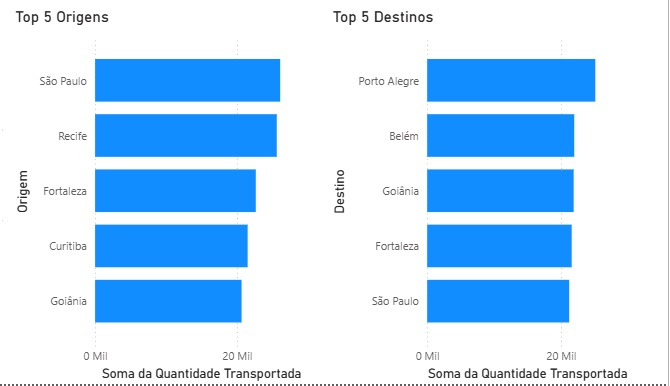 Top 5 Origens
São Paulo
Recife
Fortaleza
Curitiba
Goiânia
Origem
0 Mil
20 Mil
Soma da Quantidade Transportada
Top 5 Destinos
Porto Alegre
Belém
Goiânia
Fortaleza
São Paulo
Destino
0 Mil
20 Mil
Soma da Quantidade Transportada